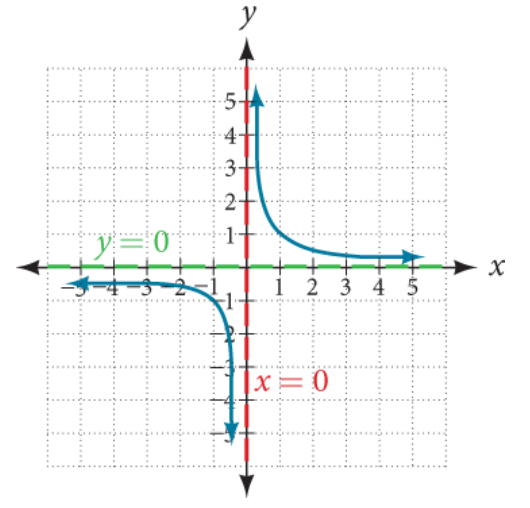 y
5
4
3
2
1
y = 0
x
–5 –4 –3 –2 –1 1 2 3 4 5
–1
–2
–3
x = 0
–4
–5